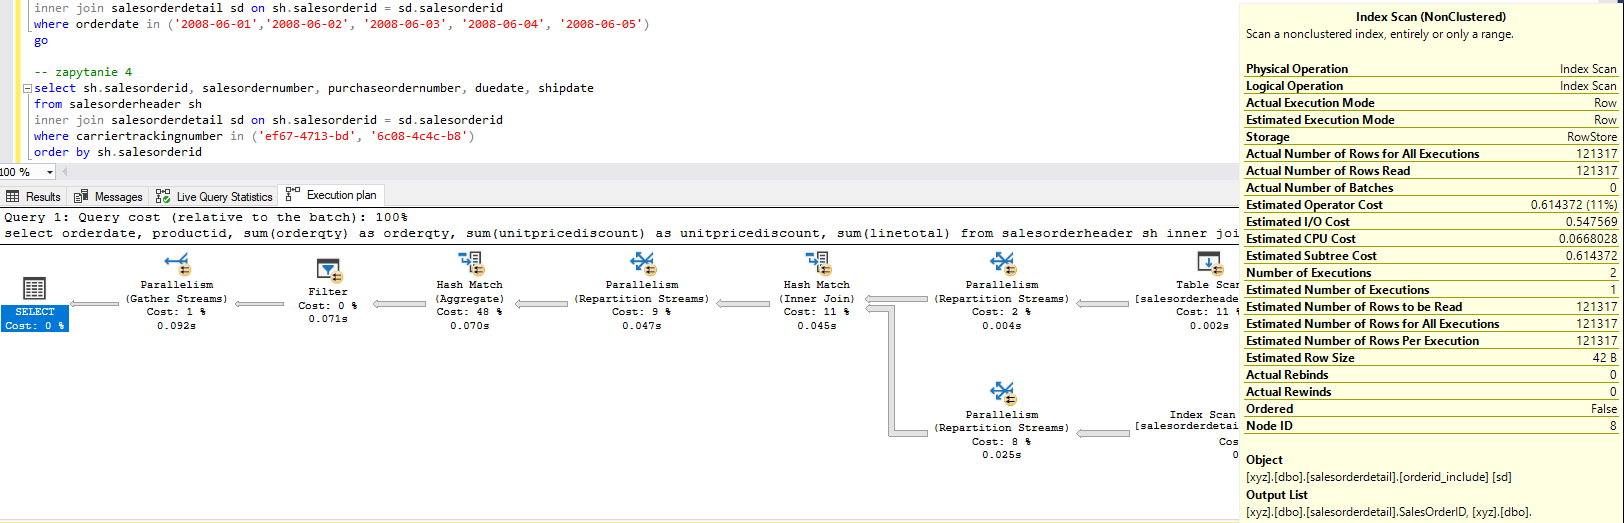 inner join salesorderdetail sd on sh.salesorderid = sd.salesorderid
where orderdate in ('2008-06-01','2008-06-02', '2008-06-03', '2008-06-04', '2008-06-05')
go
-- zapytanie 4
select sh.salesorderid, salesordernumber, purchaseordernumber, duedate, shipdate
from salesorderheader sh
inner join salesorderdetail sd on sh.salesorderid = sd.salesorderid
where carriertrackingnumber in ('ef67-4713-bd', '6c08-4c4c-b8')
order by sh.salesorderid
100 %
Results Messages Live Query Statistics Execution plan
Query 1: Query cost (relative to the batch): 100%
select orderdate, productid, sum(orderqty) as orderqty, sum(unitpricediscount) as unitpricediscount, sum(linetotal) from salesorderheader sh inner joi
SELECT
Cost: 0 %
Parallelism
(Gather Streams)
Cost: 1 %
0.092s
Filter
Cost: 0 %
0.071s
Hash Match
(Aggregate)
Cost: 48 %
0.070s
Parallelism
(Repartition Streams)
Cost: 9 %
0.047s
Hash Match
(Inner Join)
Cost: 11 %
0.045s
Parallelism
(Repartition Streams)
Cost: 2 %
0.004s
Table Scan
[salesorderheade
Cost: 11 %
0.002s
Parallelism
(Repartition Streams)
Cost: 8 %
0.025s
Index Scan
[salesorderdetai
Cos
0
Index Scan (NonClustered)
Scan a nonclustered index, entirely or only a range.
Physical Operation Index Scan
Logical Operation Index Scan
Actual Execution Mode Row
Estimated Execution Mode Row
Storage RowStore
Actual Number of Rows for All Executions 121317
Actual Number of Rows Read 121317
Actual Number of Batches 0
Estimated Operator Cost 0.614372 (11%)
Estimated I/O Cost 0.547569
Estimated CPU Cost 0.0668028
Estimated Subtree Cost 0.614372
Number of Executions 2
Estimated Number of Executions 1
Estimated Number of Rows to be Read 121317
Estimated Number of Rows for All Executions 121317
Estimated Number of Rows Per Execution 121317
Estimated Row Size 42 B
Actual Rebinds 0
Actual Rewinds 0
Ordered False
Node ID 8
Object
[xyz].[dbo].[salesorderdetail].[orderid_include] [sd]
Output List
[xyz].[dbo].[salesorderdetail].SalesOrderID, [xyz].[dbo].